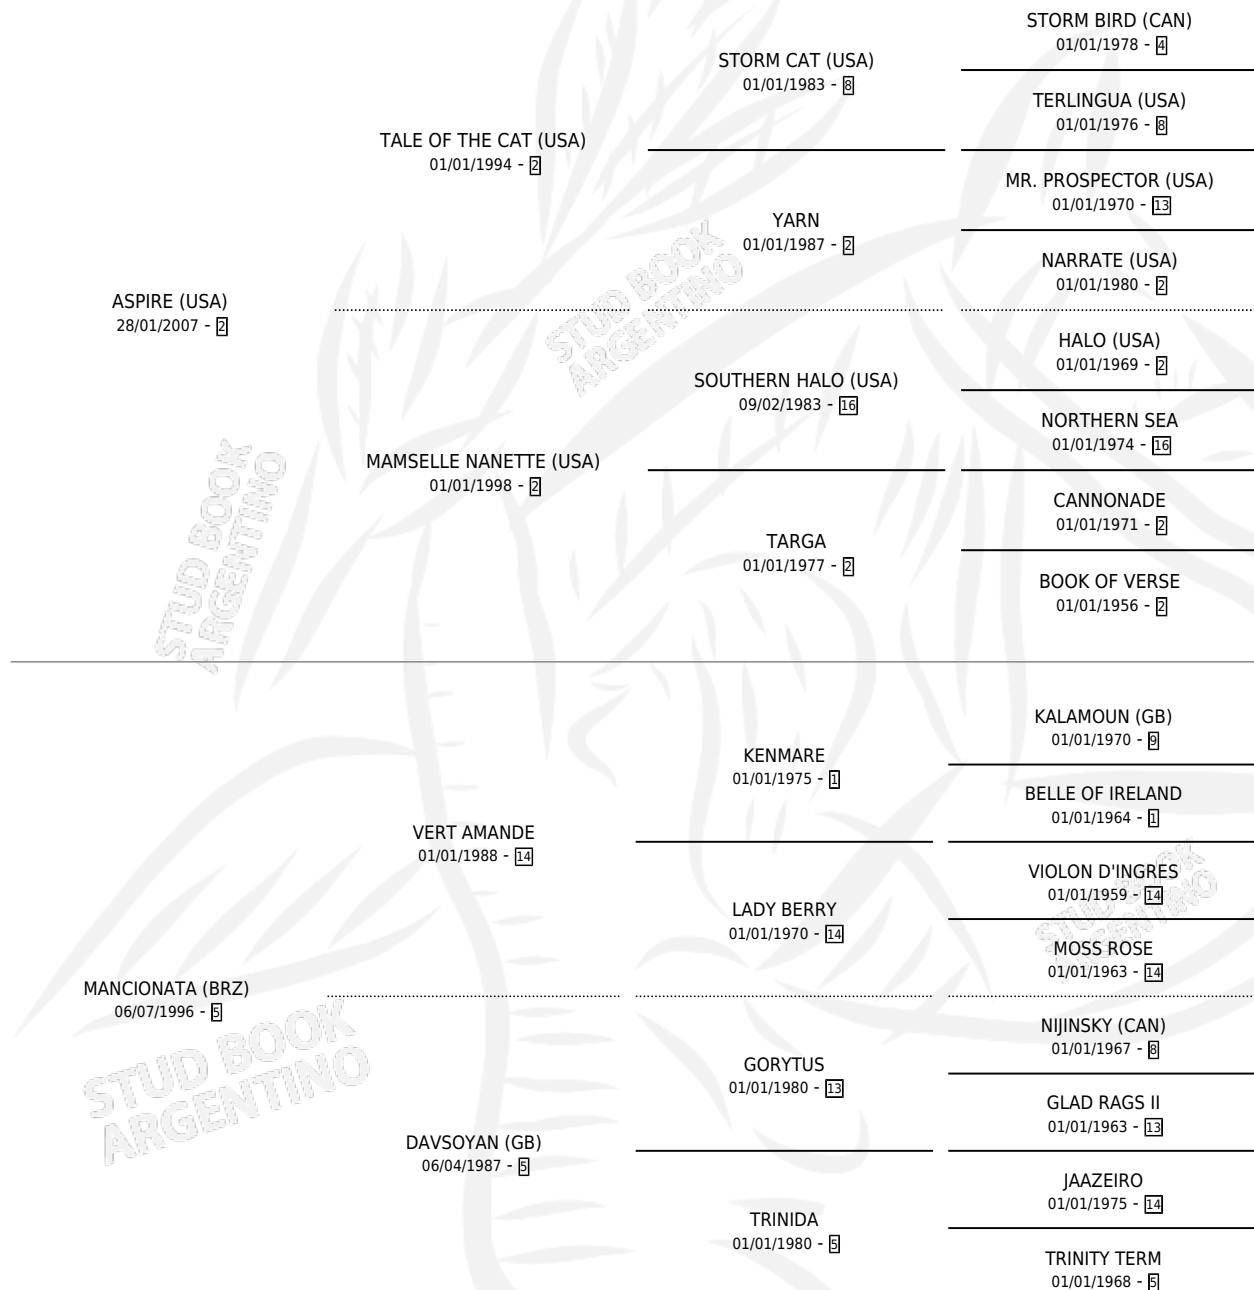 STORM BIRD (CAN)
01/01/1978 - 4
STORM CAT (USA)
01/01/1983 - 8
TERLINGUA (USA)
01/01/1976 - 8
TALE OF THE CAT (USA)
01/01/1994 - 2
MR. PROSPECTOR (USA)
01/01/1970 - 13
YARN
01/01/1987 - 2
NARRATE (USA)
01/01/1980 - 2
ASPIRE (USA)
28/01/2007 - 2
HALO (USA)
01/01/1969 - 2
SOUTHERN HALO (USA)
09/02/1983 - 16
NORTHERN SEA
01/01/1974 - 16
MAMSELLE NANETTE (USA)
01/01/1998 - 2
CANNONADE
01/01/1971 - 2
TARGA
01/01/1977 - 2
BOOK OF VERSE
01/01/1956 - 2
KALAMOUN (GB)
01/01/1970 - 9
KENMARE
01/01/1975 - 1
BELLE OF IRELAND
01/01/1964 - 1
VERT AMANDE
01/01/1988 - 14
VIOLON D'INGRES
01/01/1959 - 14
LADY BERRY
01/01/1970 - 14
MOSS ROSE
01/01/1963 - 14
MANCIONATA (BRZ)
06/07/1996 - 5
NIJINSKY (CAN)
01/01/1967 - 8
GORYTUS
01/01/1980 - 13
GLAD RAGS II
01/01/1963 - 13
DAVSOYAN (GB)
06/04/1987 - 5
JAAZEIRO
01/01/1975 - 14
TRINIDA
01/01/1980 - 5
TRINITY TERM
01/01/1968 - 5
STUD BOOK
ARGENTINO
STUD BOOK
ARGENTINO
STUD BOOK
ARGENTINO
STUD BOOK
ARGENTINO